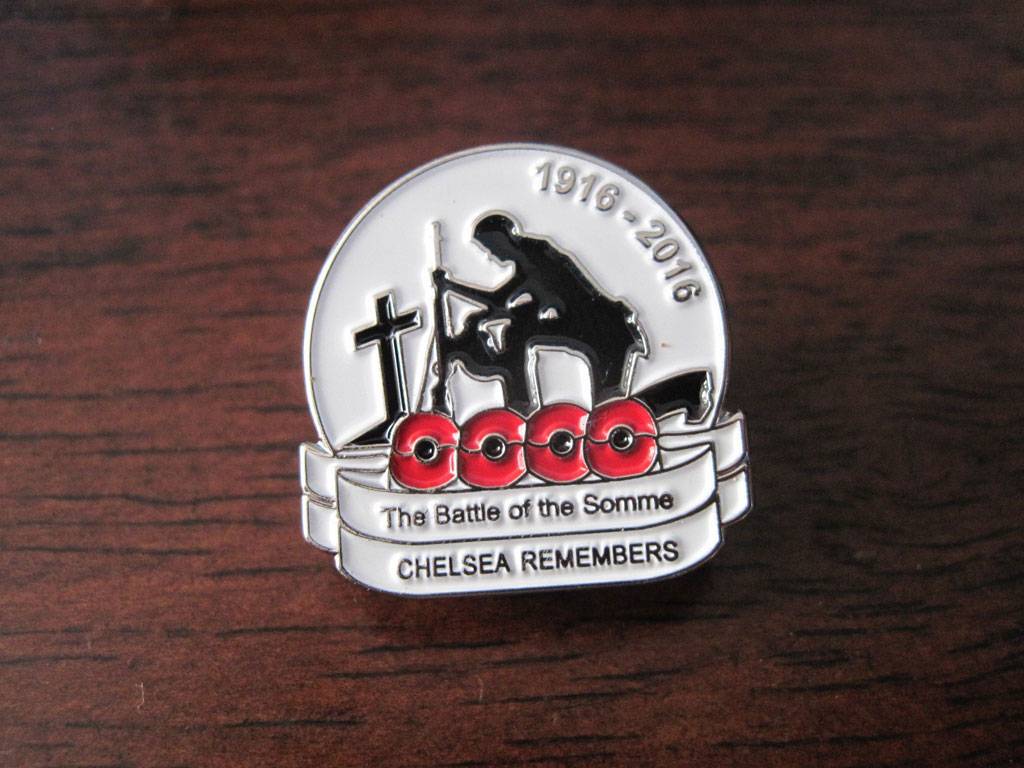 1916 - 2016
The Battle of the Somme
CHELSEA REMEMBERS